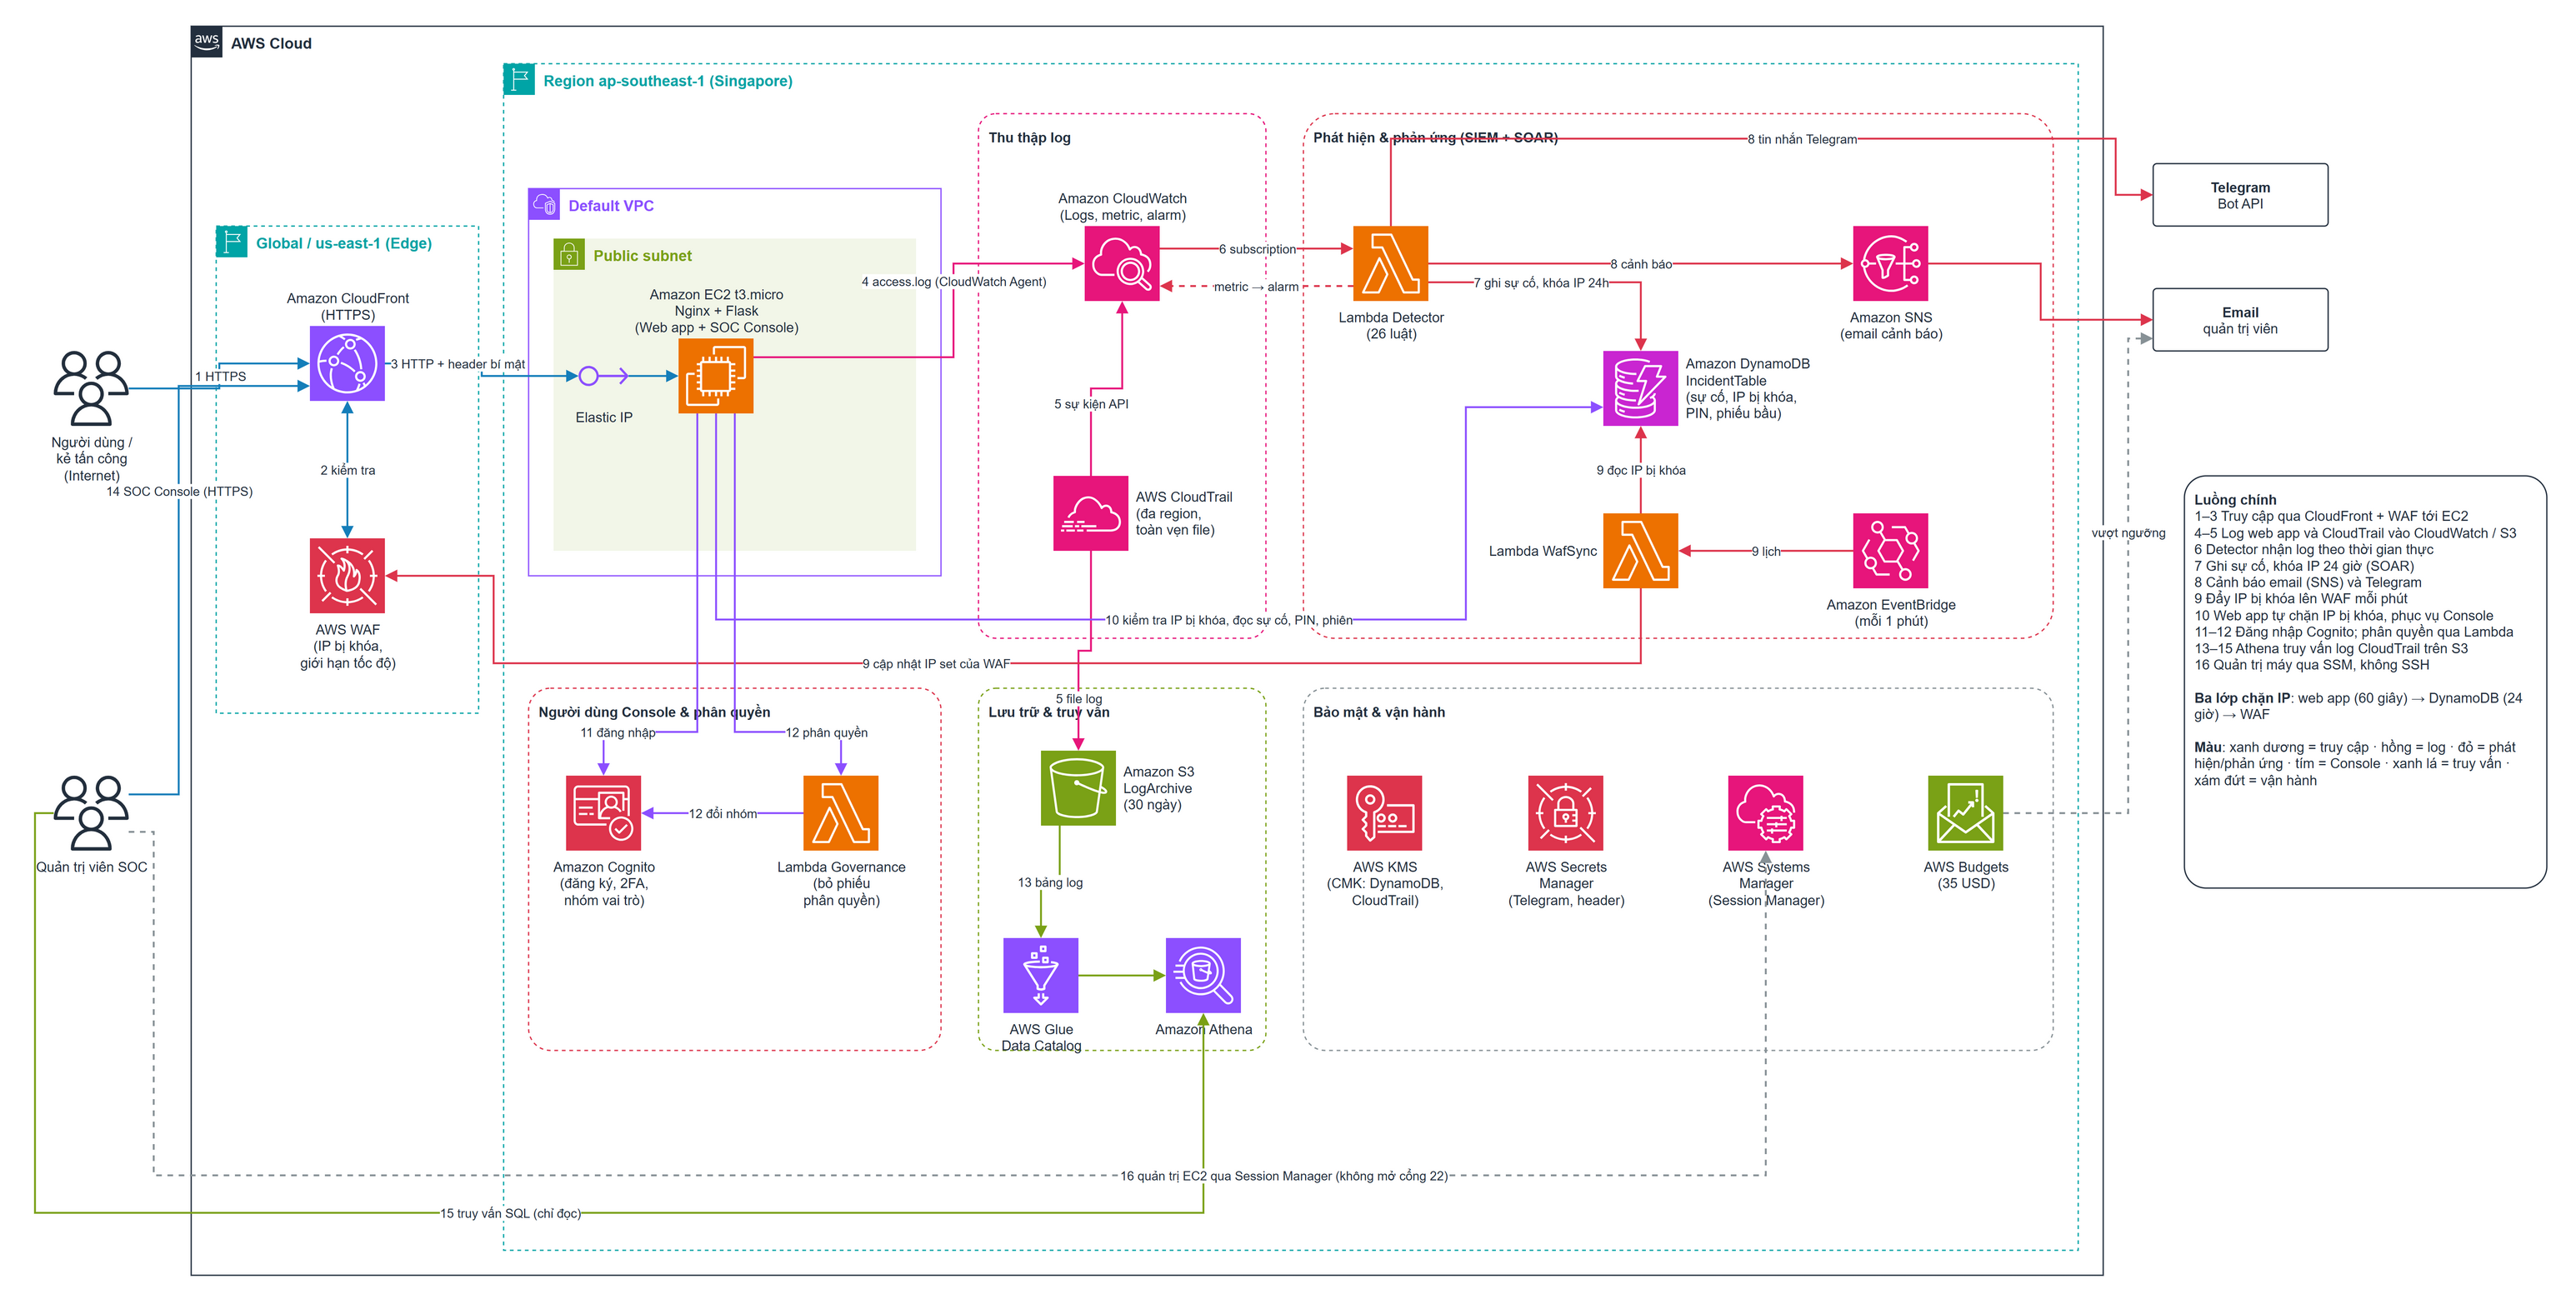 aws
AWS Cloud
Region ap-southeast-1 (Singapore)
Thu thập log
Phát hiện & phản ứng (SIEM + SOAR)
8 tin nhắn Telegram
Telegram
Bot API
Default VPC
Amazon CloudWatch
(Logs, metric, alarm)
Global / us-east-1 (Edge)
Public subnet
6 subscription
8 cảnh báo
4 access.log (CloudWatch Agent)
metric → alarm
7 ghi sự cố, khóa IP 24h
Amazon CloudFront
(HTTPS)
Amazon EC2 t3.micro
Nginx + Flask
(Web app + SOC Console)
Lambda Detector
(26 luật)
Amazon SNS
(email cảnh báo)
Email
quản trị viên
1 HTTPS
3 HTTP + header bí mật
Elastic IP
Amazon DynamoDB
IncidentTable
(sự cố, IP bị khóa,
PIN, phiếu bầu)
5 sự kiện API
Người dùng /
kẻ tấn công
(Internet)
14 SOC Console (HTTPS)
2 kiểm tra
9 đọc IP bị khóa
AWS CloudTrail
(đa region,
toàn vẹn file)
Lambda WafSync
9 lịch
vượt ngưỡng
Amazon EventBridge
(mỗi 1 phút)
10 kiểm tra IP bị khóa, đọc sự cố, PIN, phiên
AWS WAF
(IP bị khóa,
giới hạn tốc độ)
9 cập nhật IP set của WAF
Luồng chính
1–3 Truy cập qua CloudFront + WAF tới EC2
4–5 Log web app và CloudTrail vào CloudWatch / S3
6 Detector nhận log theo thời gian thực
7 Ghi sự cố, khóa IP 24 giờ (SOAR)
8 Cảnh báo email (SNS) và Telegram
9 Đẩy IP bị khóa lên WAF mỗi phút
10 Web app tự chặn IP bị khóa, phục vụ Console
11–12 Đăng nhập Cognito; phân quyền qua Lambda
13–15 Athena truy vấn log CloudTrail trên S3
16 Quản trị máy qua SSM, không SSH
Ba lớp chặn IP: web app (60 giây) → DynamoDB (24
giờ) → WAF
Màu: xanh dương = truy cập · hồng = log · đỏ = phát
hiện/phản ứng · tím = Console · xanh lá = truy vấn ·
xám đứt = vận hành
Người dùng Console & phân quyền
11 đăng nhập
12 phân quyền
12 đổi nhóm
Amazon Cognito
(đăng ký, 2FA,
nhóm vai trò)
Lambda Governance
(bỏ phiếu
phân quyền)
5 file log
Lưu trữ & truy vấn
Amazon S3
LogArchive
(30 ngày)
13 bảng log
AWS Glue
Data Catalog
Amazon Athena
Bảo mật & vận hành
AWS KMS
(CMK: DynamoDB,
CloudTrail)
AWS Secrets
Manager
(Telegram, header)
AWS Systems
Manager
(Session Manager)
AWS Budgets
(35 USD)
Quản trị viên SOC
16 quản trị EC2 qua Session Manager (không mở cổng 22)
15 truy vấn SQL (chỉ đọc)